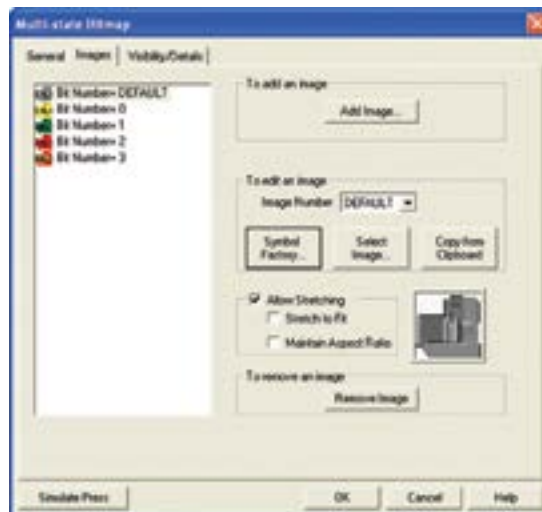 Multi-state Bitmap
General Images Visibility/Details
Bit Number= DEFAULT
Bit Number= 0
Bit Number= 1
Bit Number= 2
Bit Number= 3
To add an image
Add Image...
To edit an image
Image Number DEFAULT
Symbol Factory...
Select Image...
Copy from Clipboard
Allow Stretching
Stretch to Fit
Maintain Aspect Ratio
To remove an image
Remove Image
Simulate Press OK Cancel Help